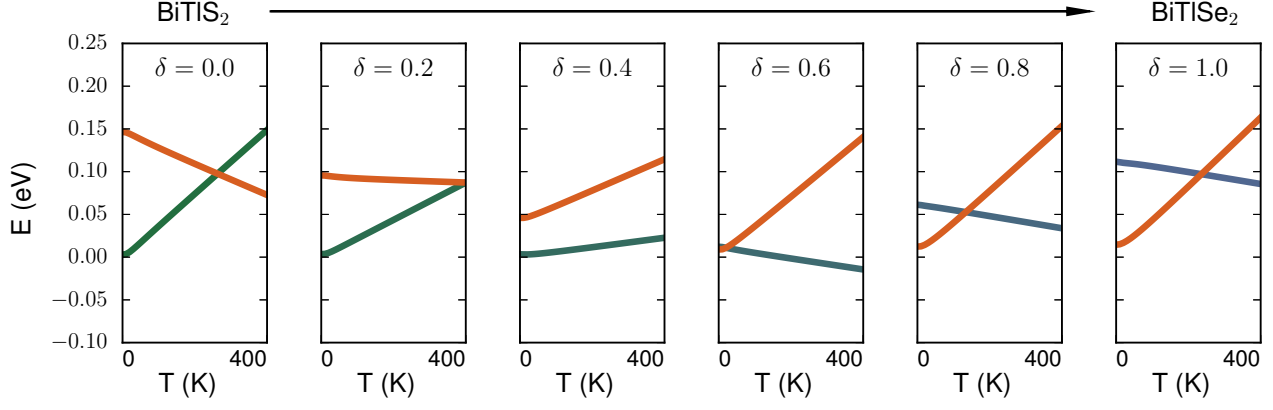 BiTlS₂ BiTlSe₂
δ = 0.0 δ = 0.2 δ = 0.4 δ = 0.6 δ = 0.8 δ = 1.0
E (eV)
0.25
0.20
0.15
0.10
0.05
0.00
−0.05
−0.10
0 400 0 400 0 400 0 400 0 400 0 400
T (K) T (K) T (K) T (K) T (K) T (K)